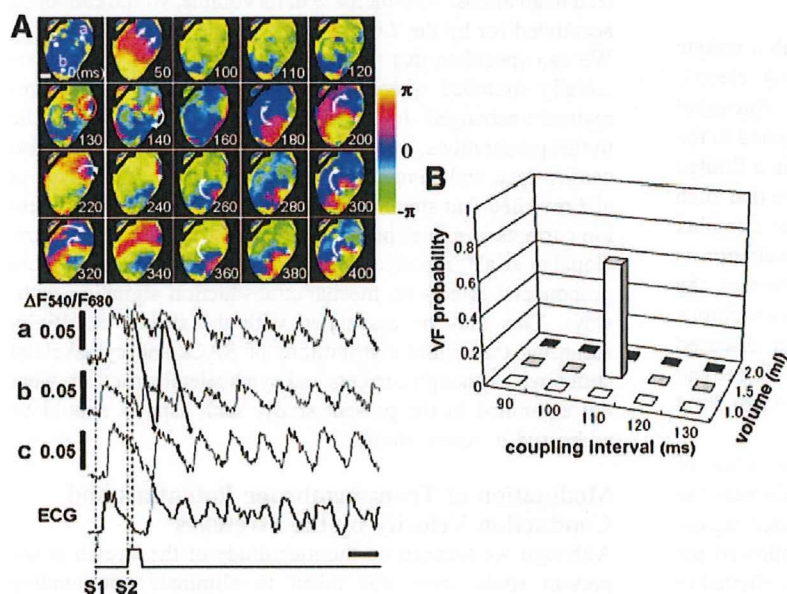 A
a
b
0(ms)
50
100
110
120
130
140
160
180
200
220
240
260
280
300
320
340
360
380
400
π
0
-π
ΔF540/F680
a 0.05
b 0.05
c 0.05
ECG
S1 S2
B
VF probability
1
0.8
0.6
0.4
0.2
0
90 100 110 120 130
coupling interval (ms)
2.0
1.5
1.0
volume (ml)